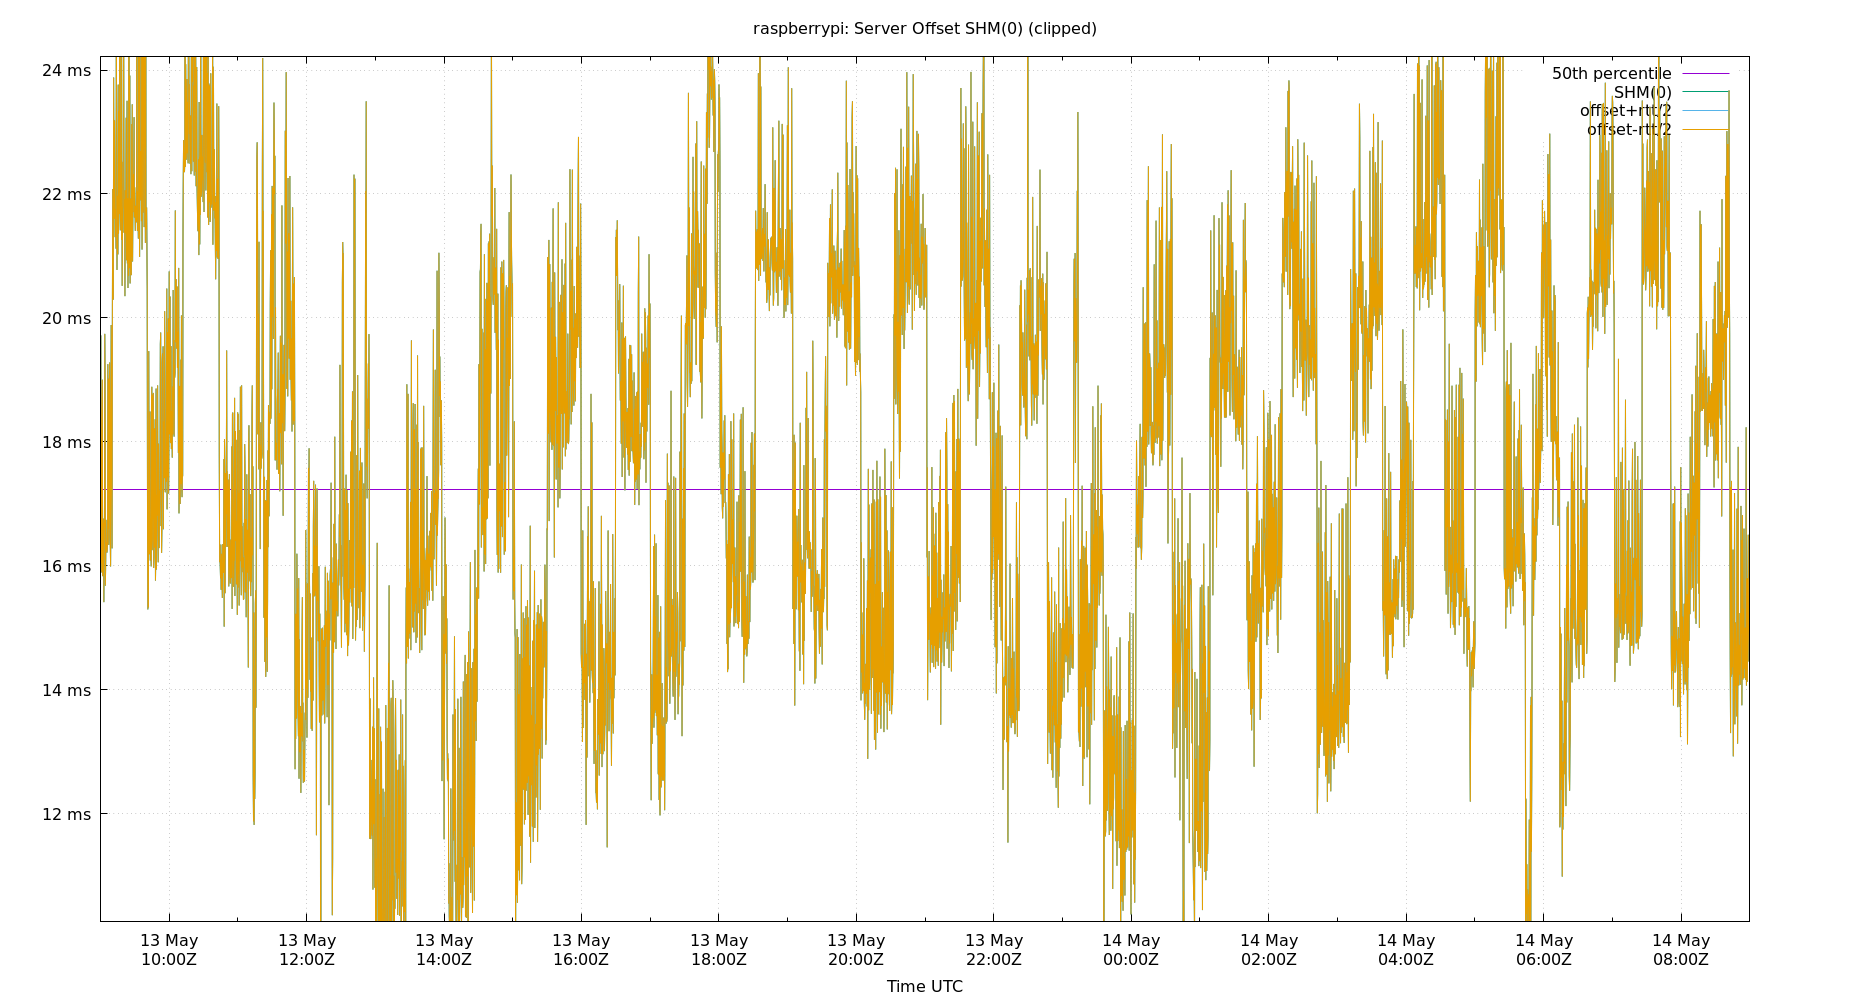 raspberrypi: Server Offset SHM(0) (clipped)
24 ms
22 ms
20 ms
18 ms
16 ms
14 ms
12 ms
50th percentile
SHM(0)
offset+rtt/2
offset-rtt/2
13 May
10:00Z
13 May
12:00Z
13 May
14:00Z
13 May
16:00Z
13 May
18:00Z
13 May
20:00Z
13 May
22:00Z
14 May
00:00Z
14 May
02:00Z
14 May
04:00Z
14 May
06:00Z
14 May
08:00Z
Time UTC